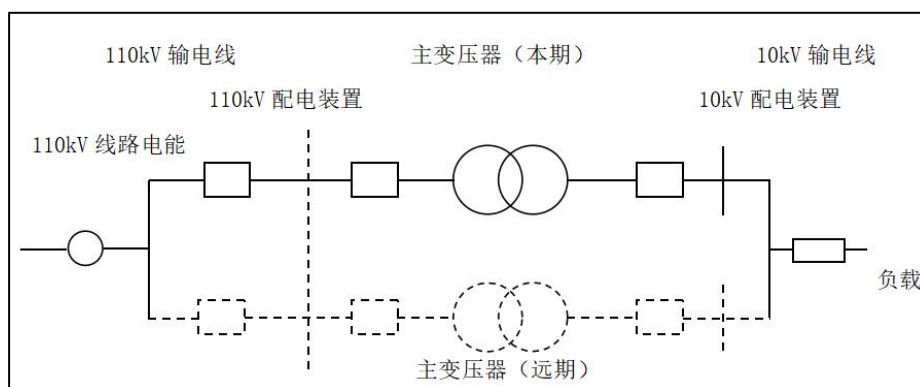 110kV 输电线
主变压器（本期）
10kV 输电线
110kV 配电装置
10kV 配电装置
110kV 线路电能
负载
主变压器（远期）